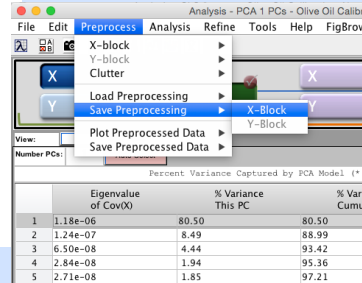 Analysis - PCA 1 PCs - Olive Oil Calib
File Edit Preprocess Analysis Refine Tools Help FigBrow
X-block
Y-block
Clutter
Load Preprocessing
Save Preprocessing
X-Block
Y-Block
Plot Preprocessed Data
Save Preprocessed Data
X
X
Y
Y
View:
Number PCs:
Percent Variance Captured by PCA Model (*
Eigenvalue % Variance % Var
of Cov(X) This PC Cumu
1 1.18e-06 80.50 80.50
2 1.24e-07 8.49 88.99
3 6.50e-08 4.44 93.42
4 2.84e-08 1.94 95.36
5 2.71e-08 1.85 97.21